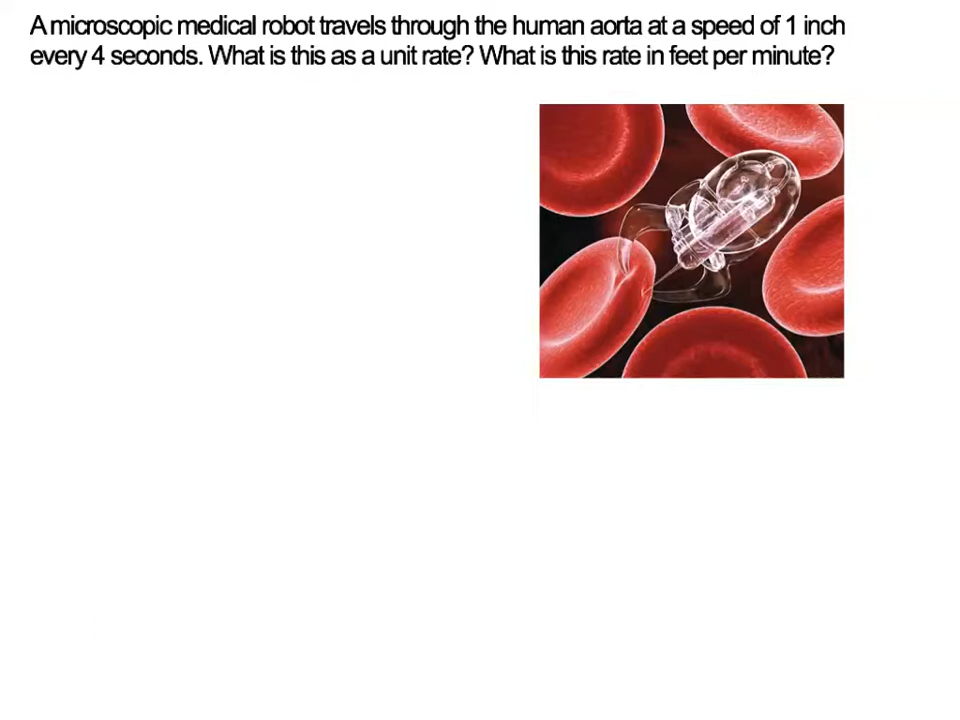 A microscopic medical robot travels through the human aorta at a speed of 1 inch
every 4 seconds. What is this as a unit rate? What is this rate in feet per minute?